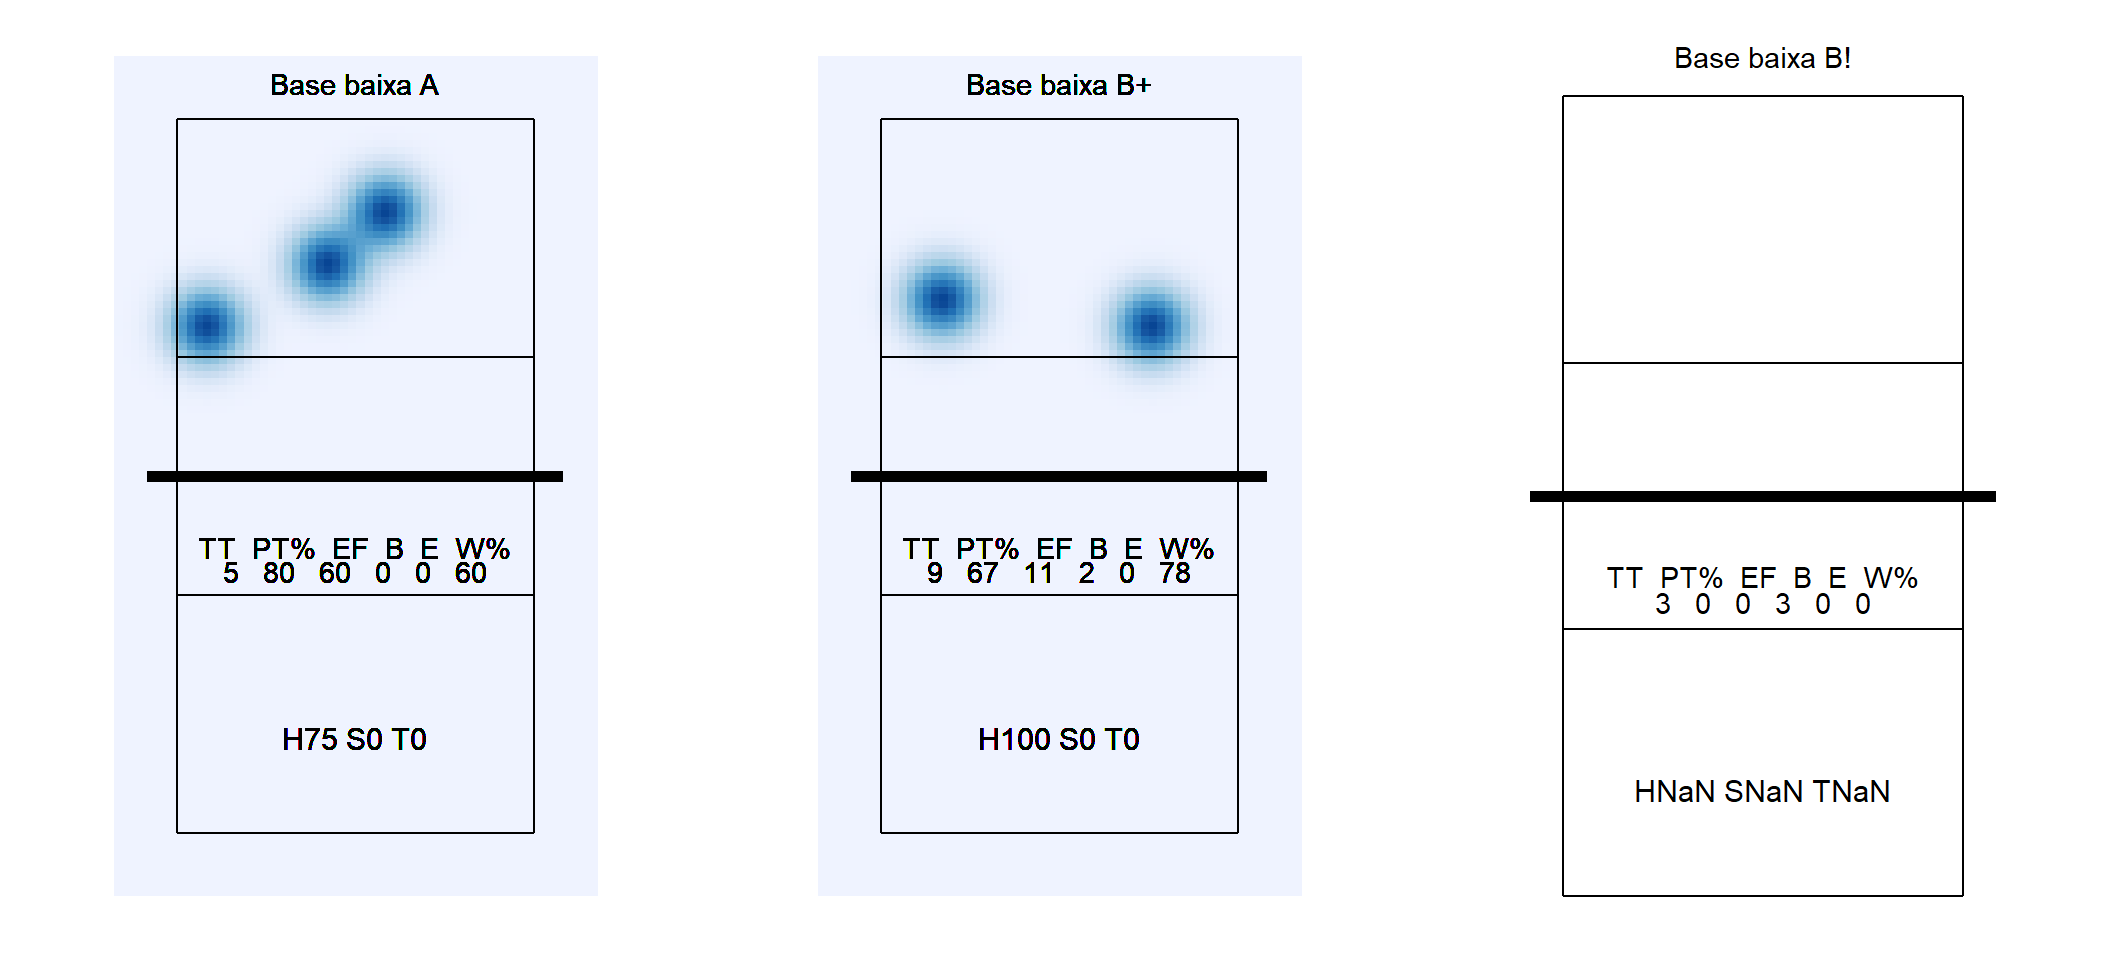 Base baixa A
TT PT% EF B E W%
5 80 60 0 0 60
H75 S0 T0
Base baixa B+
TT PT% EF B E W%
9 67 11 2 0 78
H100 S0 T0
Base baixa B!
TT PT% EF B E W%
3 0 0 3 0 0
HNaN SNaN TNaN